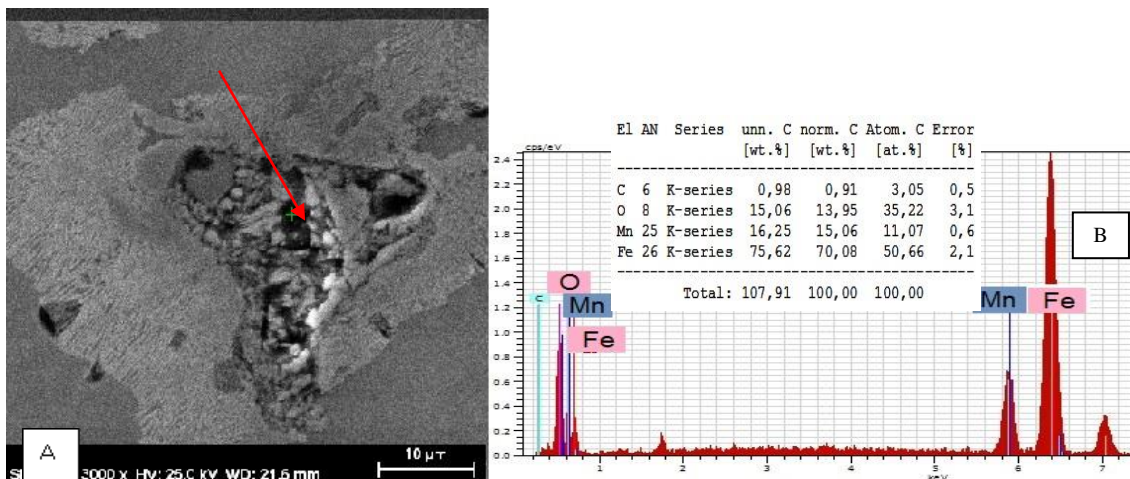 A
3000 x HV: 25.0 kV WD: 21.6 mm
10 μm
El AN Series unn. C norm. C Atom. C Error
[wt.%] [wt.%] [at.%] [%]
C 6 K-series 0,98 0,91 3,05 0,5
O 8 K-series 15,06 13,95 35,22 3,1
Mn 25 K-series 16,25 15,06 11,07 0,6
Fe 26 K-series 75,62 70,08 50,66 2,1
Total: 107,91 100,00 100,00
B
cps/eV
2.4
2.2
2.0
1.8
1.6
1.4
1.2
1.0
0.8
0.6
0.4
0.2
0.0
C
O
Mn
Fe
Mn
Fe
1 2 3 4 5 6 7
keV